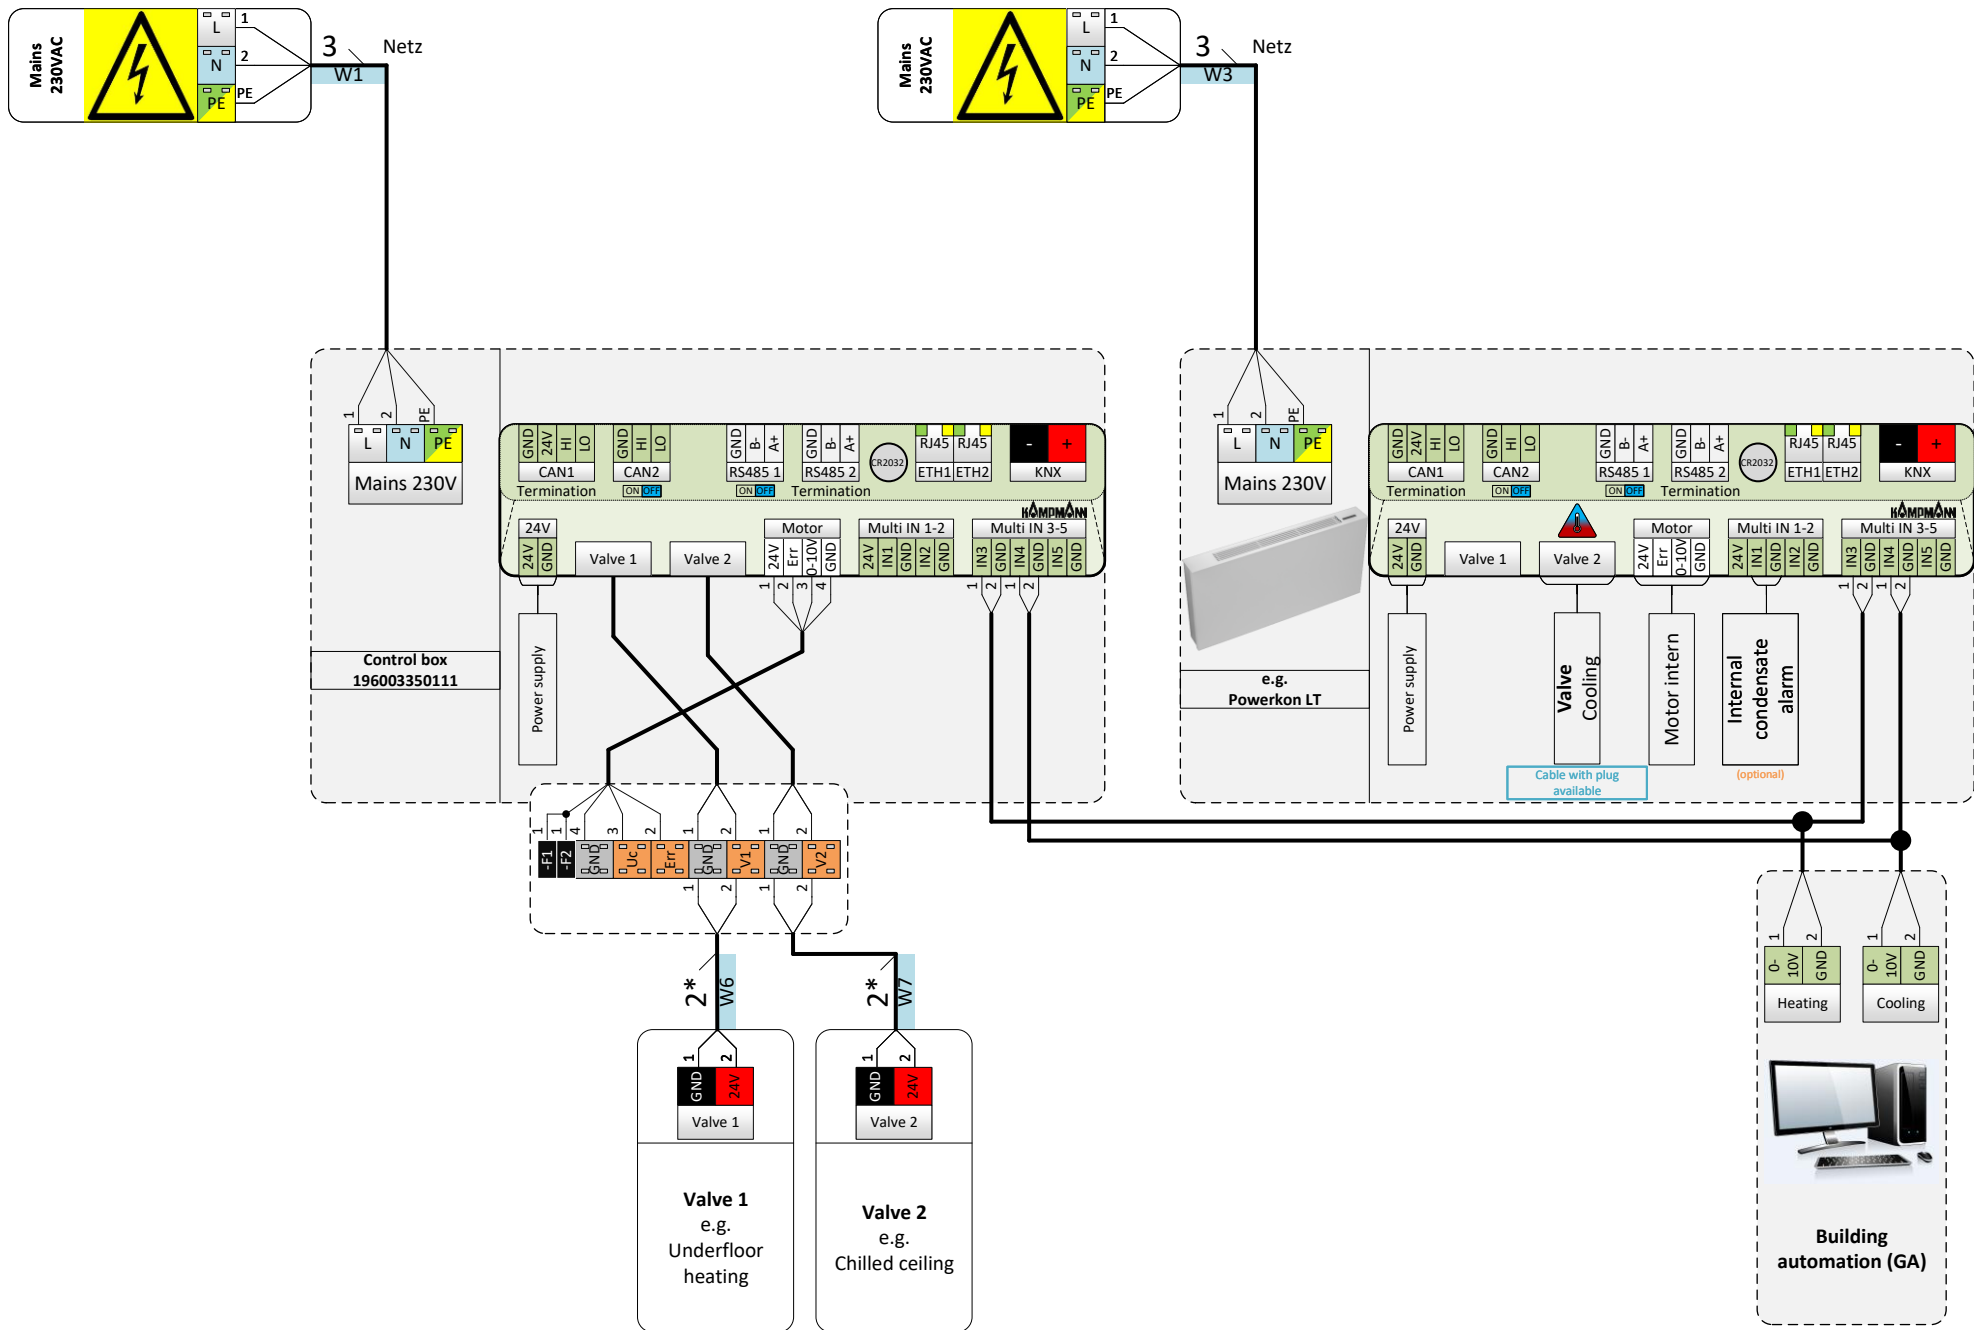 Mains
230VAC
L
N
PE
1
2
PE
3
Netz
W1
Mains
230VAC
L
N
PE
1
2
PE
3
Netz
W3
1
2
PE
L
N
PE
Mains 230V
GND
24V
HI
LO
CAN1
GND
HI
LO
CAN2
GND
B-
A+
RS485 1
GND
B-
A+
RS485 2
CR2032
RJ45
RJ45
ETH1
ETH2
-
+
KNX
Termination
ON OFF
ON OFF
Termination
KAMPMANN
24V
24V
GND
Valve 1
Valve 2
Motor
24V
Err
0-10V
GND
Multi IN 1-2
24V
IN1
GND
IN2
GND
Multi IN 3-5
IN3
GND
IN4
GND
IN5
GND
1
2
3
4
1
2
1
2
Control box
196003350111
Power supply
1
2
PE
L
N
PE
Mains 230V
GND
24V
HI
LO
CAN1
GND
HI
LO
CAN2
GND
B-
A+
RS485 1
GND
B-
A+
RS485 2
CR2032
RJ45
RJ45
ETH1
ETH2
-
+
KNX
Termination
ON OFF
ON OFF
Termination
KAMPMANN
24V
24V
GND
Valve 1
Valve 2
Motor
24V
Err
0-10V
GND
Multi IN 1-2
24V
IN1
GND
IN2
GND
Multi IN 3-5
IN3
GND
IN4
GND
IN5
GND
1
2
1
2
e.g.
Powerkon LT
Power supply
Valve
Cooling
Motor intern
Internal
condensate
alarm
Cable with plug
available
(optional)
1
1
4
3
2
1
2
1
2
-F1
-F2
GND
Uc
Err
GND
V1
GND
V2
1
2
1
2
2*
W6
2*
W7
1
2
GND
24V
Valve 1
Valve 1
e.g.
Underfloor
heating
1
2
GND
24V
Valve 2
Valve 2
e.g.
Chilled ceiling
1
2
0-
10V
GND
Heating
1
2
0-
10V
GND
Cooling
Building
automation (GA)